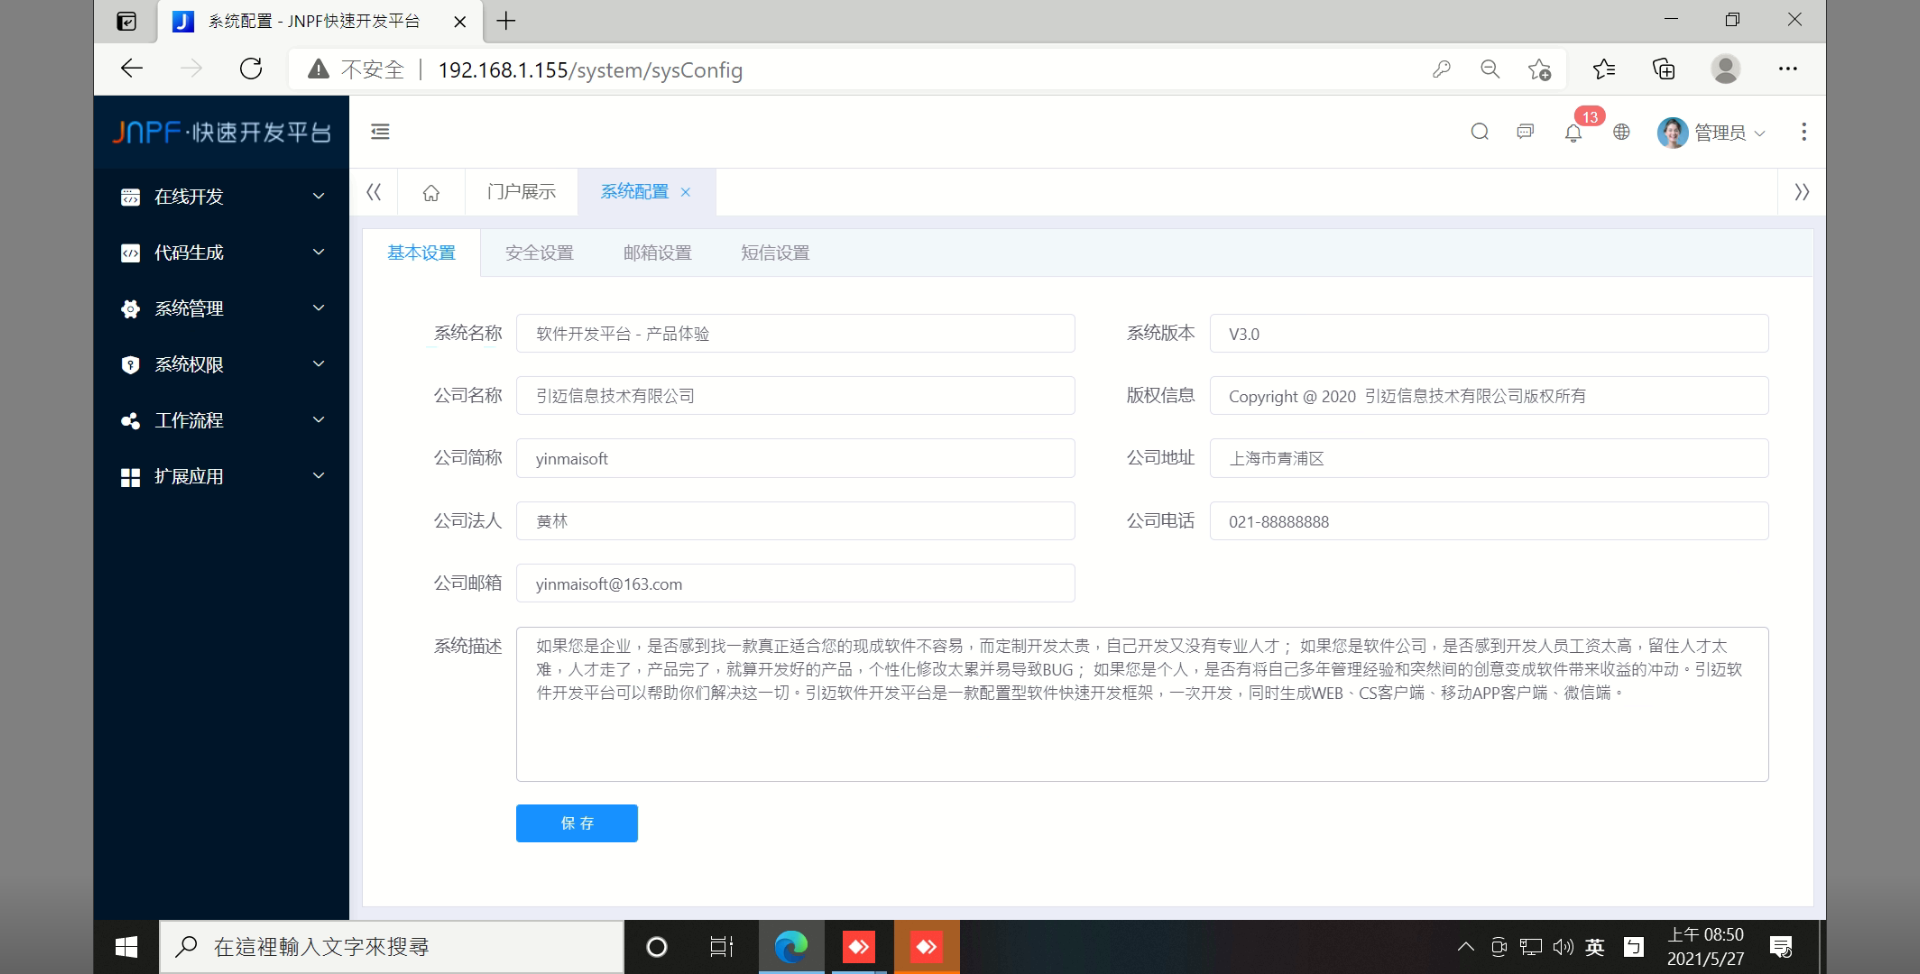 系统配置 - JNPF快速开发平台
不安全 | 192.168.1.155/system/sysConfig
JNPF·快速开发平台
13
管理员
在线开发
代码生成
系统管理
系统权限
工作流程
扩展应用
门户展示
系统配置
基本设置
安全设置
邮箱设置
短信设置
系统名称 软件开发平台 - 产品体验
系统版本 V3.0
公司名称 引迈信息技术有限公司
版权信息 Copyright @ 2020 引迈信息技术有限公司版权所有
公司简称 yinmaisoft
公司地址 上海市青浦区
公司法人 黄林
公司电话 021-88888888
公司邮箱 yinmaisoft@163.com
系统描述 如果您是企业，是否感到找一款真正适合您的现成软件不容易，而定制开发太贵，自己开发又没有专业人才； 如果您是软件公司，是否感到开发人员工资太高，留住人才太
难，人才走了，产品完了，就算开发好的产品，个性化修改太累并易导致BUG； 如果您是个人，是否有将自己多年管理经验和突然间的创意变成软件带来收益的冲动。引迈软
件开发平台可以帮助你们解决这一切。引迈软件开发平台是一款配置型软件快速开发框架，一次开发，同时生成WEB、CS客户端、移动APP客户端、微信端。
保存
在這裡輸入文字來搜尋
英
ㄅ
上午 08:50
2021/5/27